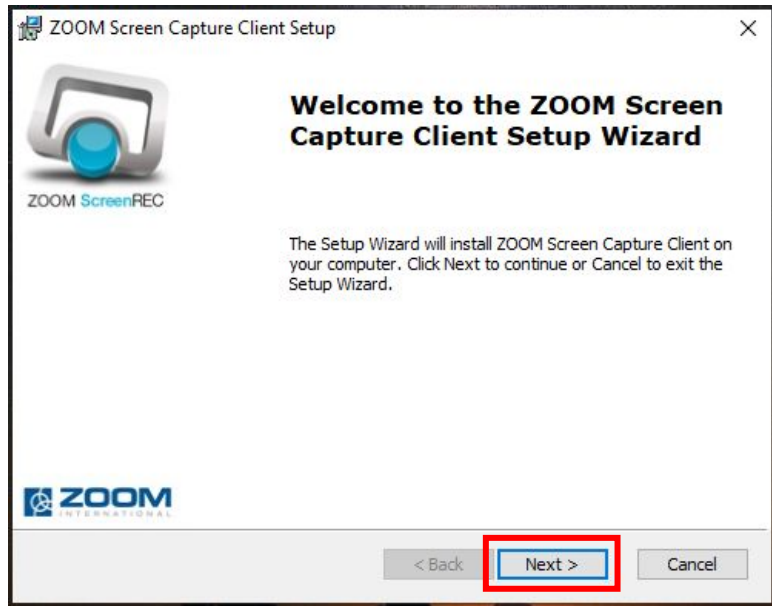 ZOOM Screen Capture Client Setup
Welcome to the ZOOM Screen
Capture Client Setup Wizard
ZOOM ScreenREC
The Setup Wizard will install ZOOM Screen Capture Client on
your computer. Click Next to continue or Cancel to exit the
Setup Wizard.
ZOOM
INTERNATIONAL
< Back
Next >
Cancel